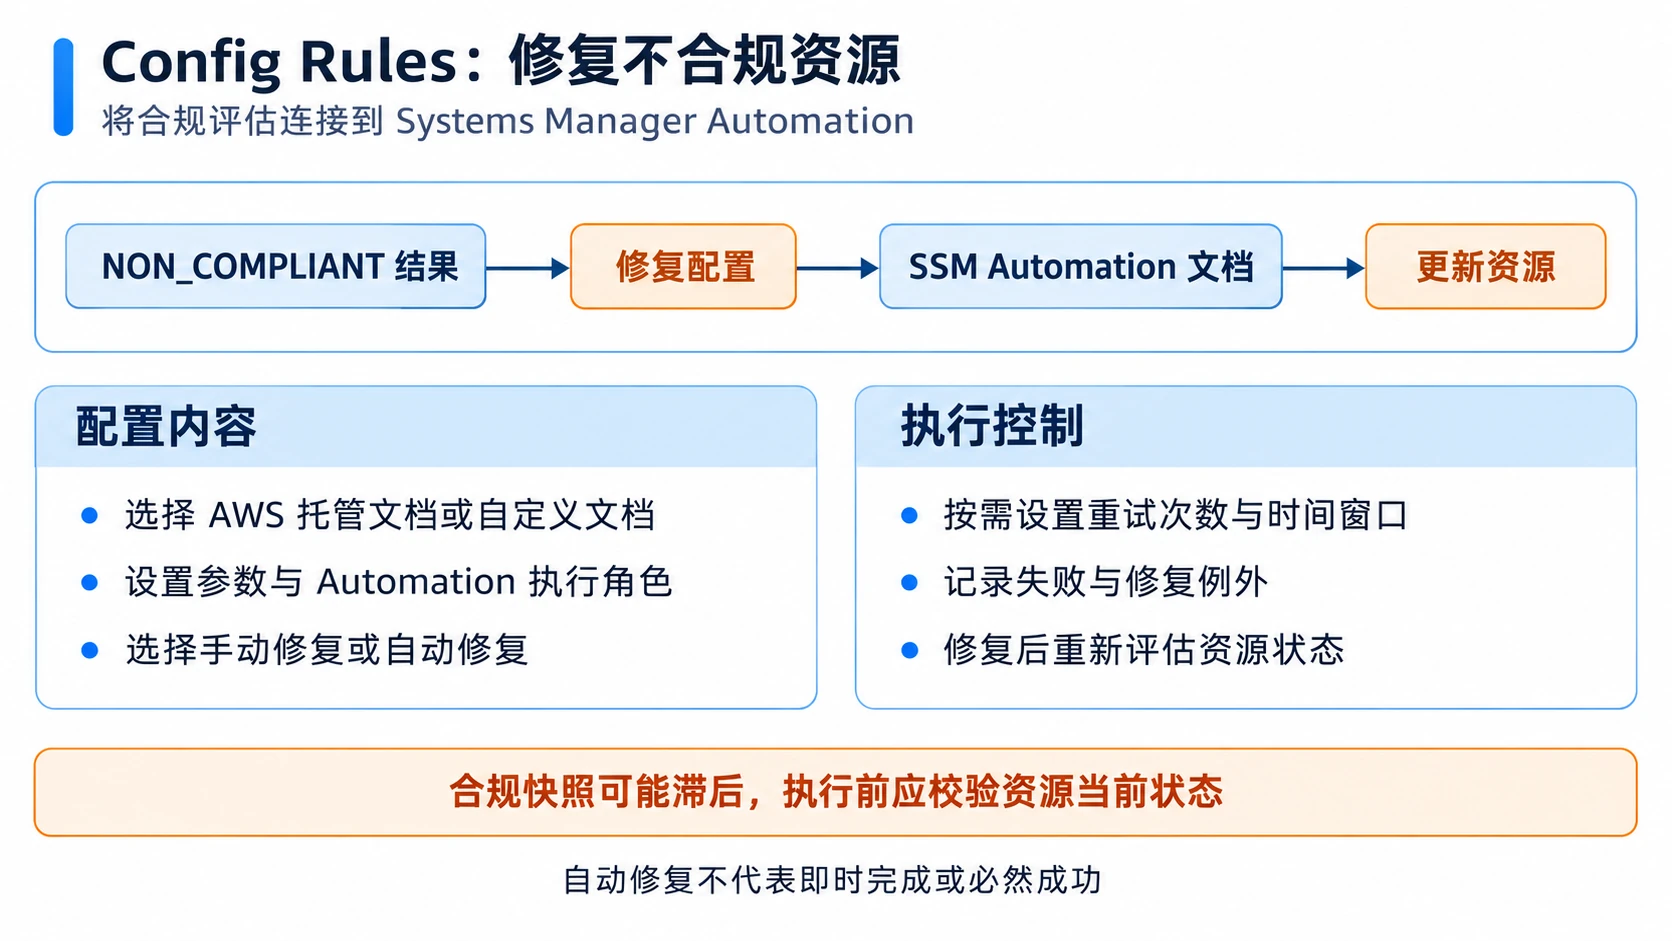 Config Rules：修复不合规资源
将合规评估连接到 Systems Manager Automation
NON_COMPLIANT 结果
修复配置
SSM Automation 文档
更新资源
配置内容
选择 AWS 托管文档或自定义文档
设置参数与 Automation 执行角色
选择手动修复或自动修复
执行控制
按需设置重试次数与时间窗口
记录失败与修复例外
修复后重新评估资源状态
合规快照可能滞后，执行前应校验资源当前状态
自动修复不代表即时完成或必然成功